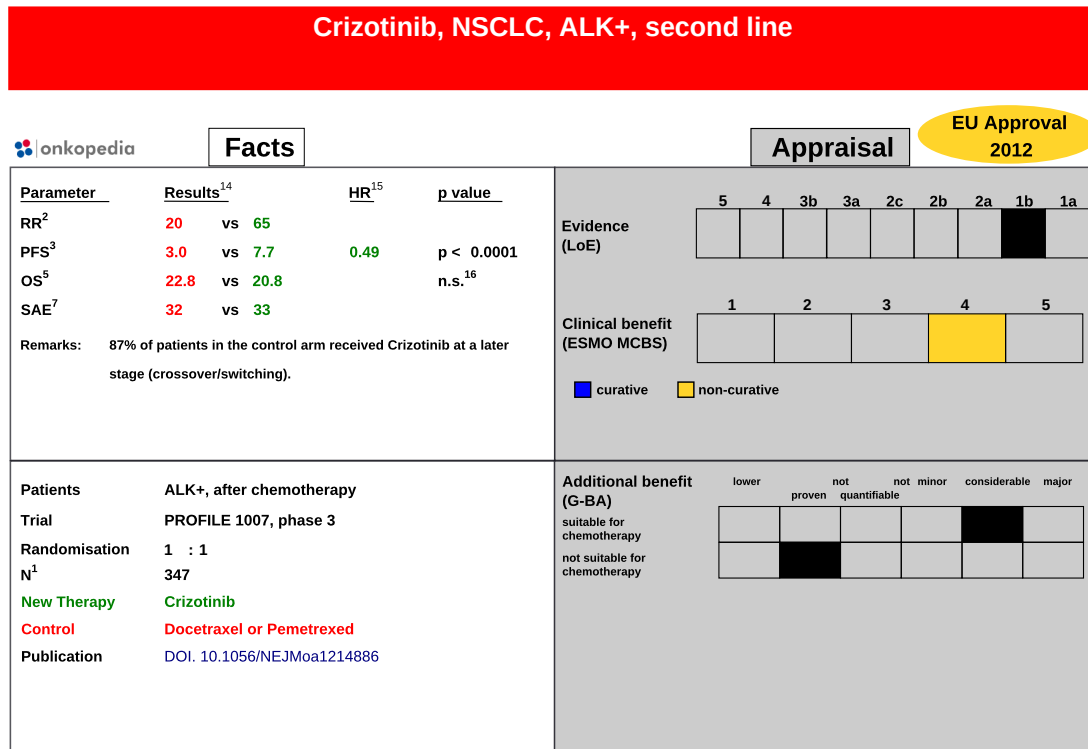 Crizotinib, NSCLC, ALK+, second line
onkopedia
Facts
Appraisal
EU Approval
2012
Parameter Results14 HR15 p value
RR2 20 vs 65
PFS3 3.0 vs 7.7 0.49 p < 0.0001
OS5 22.8 vs 20.8 n.s.16
SAE7 32 vs 33
Remarks: 87% of patients in the control arm received Crizotinib at a later
stage (crossover/switching).
5 4 3b 3a 2c 2b 2a 1b 1a
Evidence
(LoE)
1 2 3 4 5
Clinical benefit
(ESMO MCBS)
curative non-curative
Patients ALK+, after chemotherapy
Trial PROFILE 1007, phase 3
Randomisation 1 : 1
N1 347
New Therapy Crizotinib
Control Docetraxel or Pemetrexed
Publication DOI. 10.1056/NEJMoa1214886
Additional benefit
(G-BA)
lower not not minor considerable major
proven quantifiable
suitable for
chemotherapy
not suitable for
chemotherapy